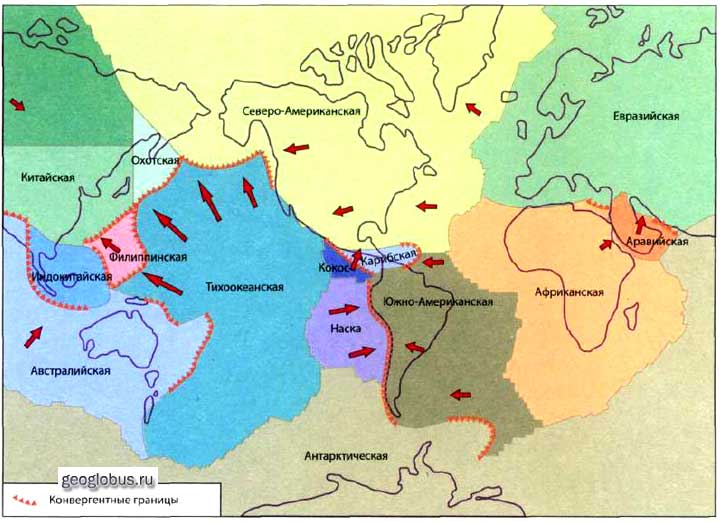 Северо-Американская
Евразийская
Охотская
Китайская
Филиппинская
Индокитайская
Тихоокеанская
Кокос
Карибская
Аравийская
Южно-Американская
Африканская
Наска
Австралийская
Антарктическая
geoglobus.ru
Конвергентные границы